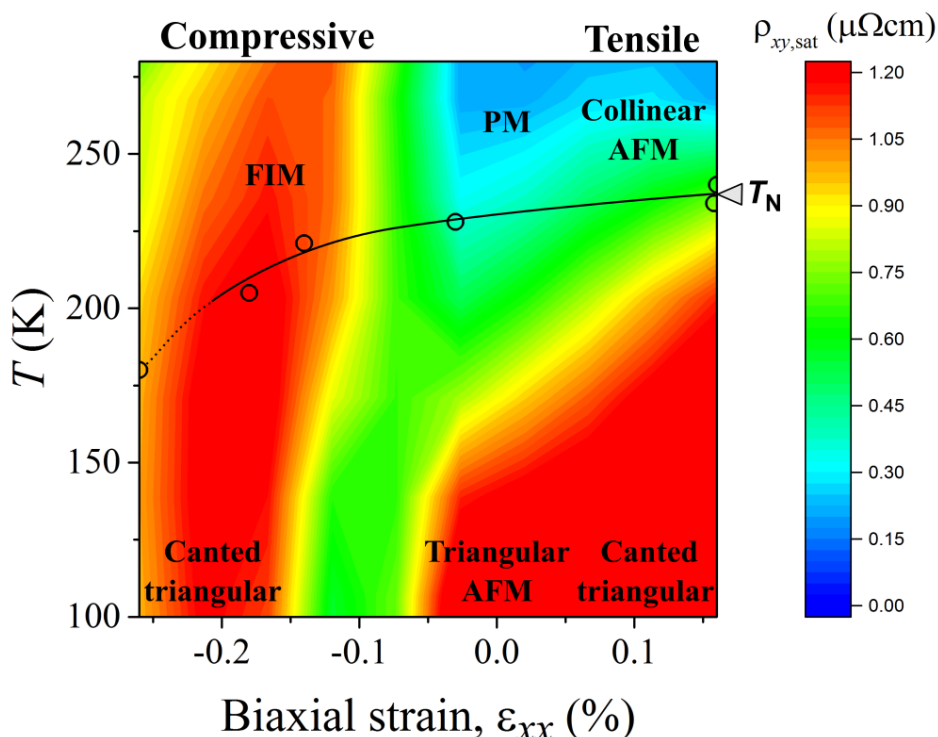 Compressive
Tensile
ρxy,sat (μΩcm)
PM
Collinear
AFM
FIM
TN
Canted
triangular
Triangular
AFM
Canted
triangular
250
200
150
100
T (K)
-0.2
-0.1
0.0
0.1
Biaxial strain, εxx (%)
1.20
1.05
0.90
0.75
0.60
0.45
0.30
0.15
0.00